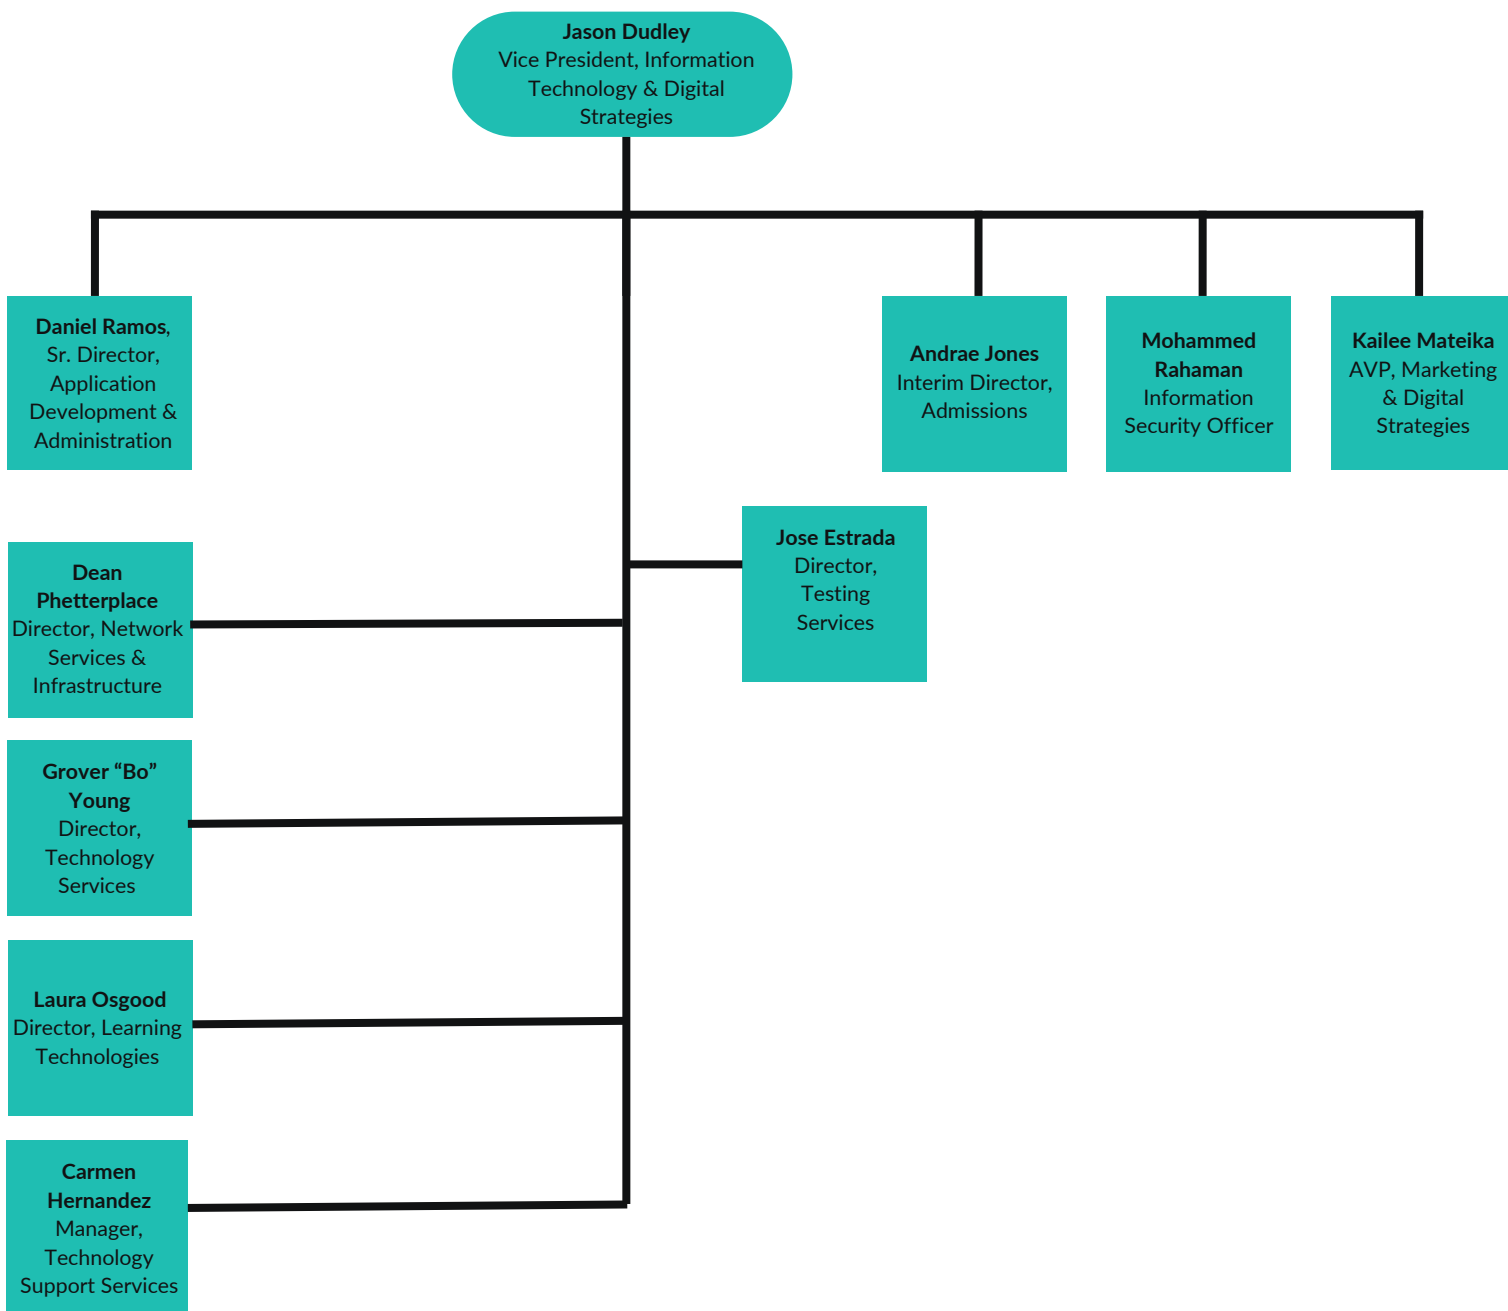 Jason Dudley
Vice President, Information
Technology & Digital
Strategies
Daniel Ramos,
Sr. Director,
Application
Development &
Administration
Andrae Jones
Interim Director,
Admissions
Mohammed
Rahaman
Information
Security Officer
Kailee Mateika
AVP, Marketing
& Digital
Strategies
Jose Estrada
Director,
Testing
Services
Dean
Phetterplace
Director, Network
Services &
Infrastructure
Grover “Bo”
Young
Director,
Technology
Services
Laura Osgood
Director, Learning
Technologies
Carmen
Hernandez
Manager,
Technology
Support Services